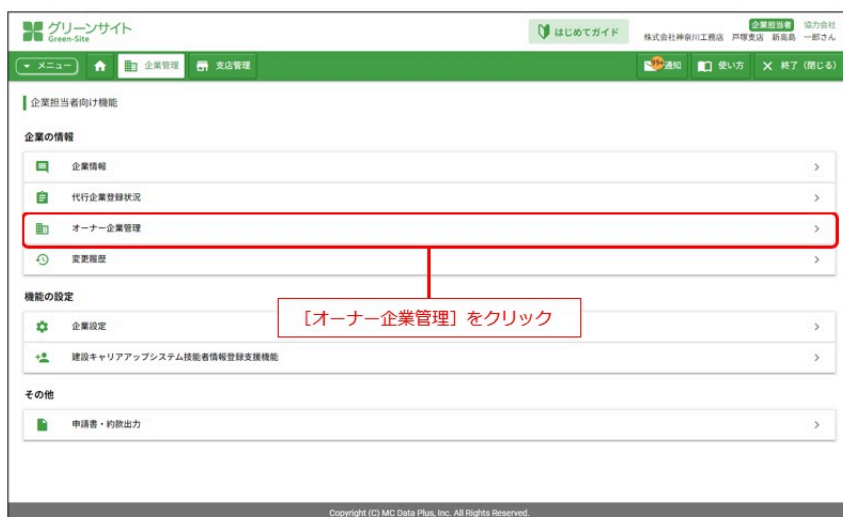 グリーンサイト
Green-Site
はじめてガイド
企業担当者 協力会社
株式会社神奈川工務店 戸塚支店 新高島 一郎さん
メニュー 企業管理 支店管理 99+ 通知 使い方 × 終了（閉じる）
企業担当者向け機能
企業の情報
企業情報
代行企業登録状況
オーナー企業管理
変更履歴
機能の設定
［オーナー企業管理］をクリック
企業設定
建設キャリアアップシステム技能者情報登録支援機能
その他
申請書・約款出力
Copyright (C) MC Data Plus, Inc. All Rights Reserved.